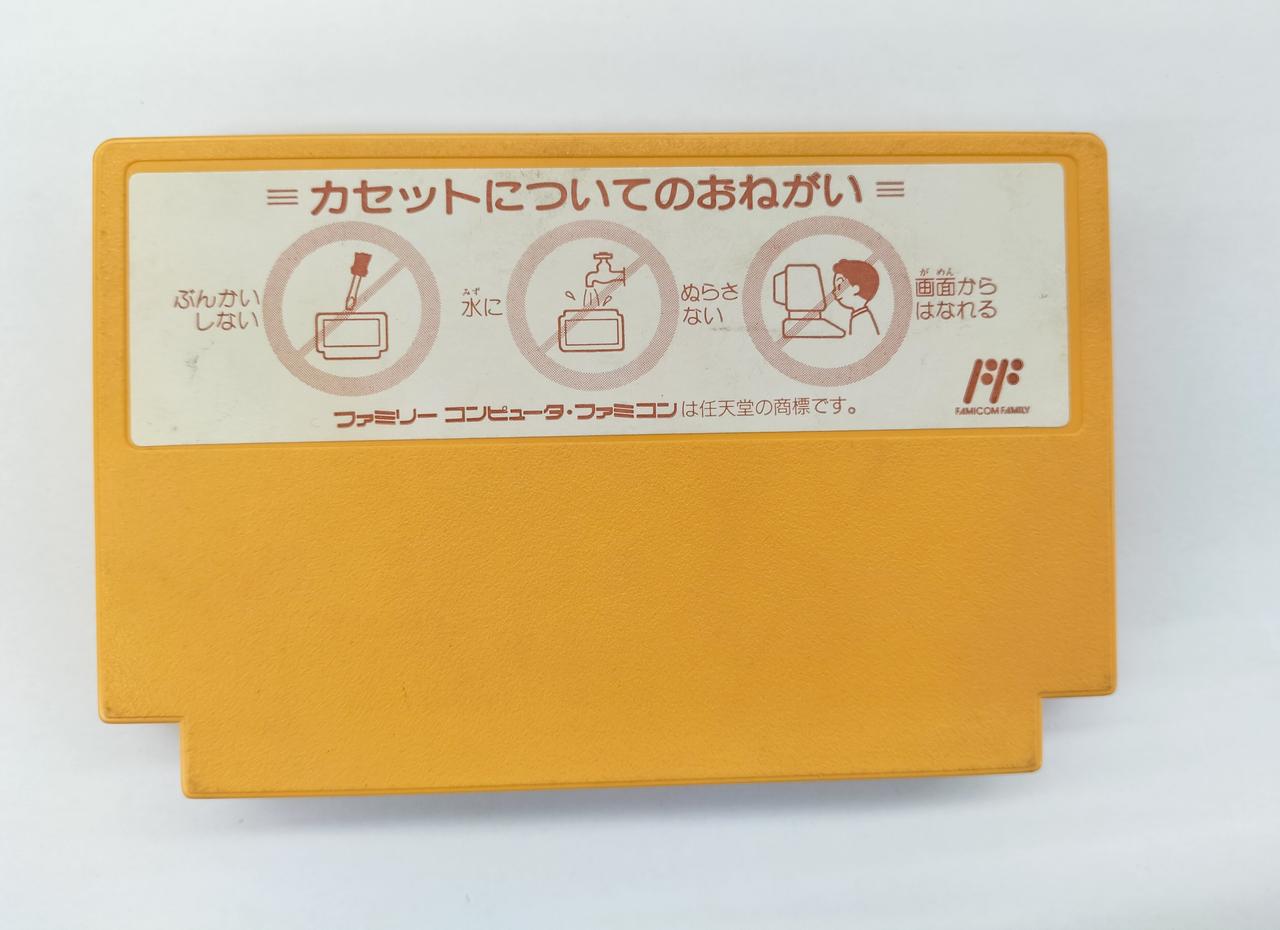 カセットについてのおねがい
ぶんかい
しない
みず
水に
ぬらさ
ない
が めん
画面から
はなれる
ファミリー コンピュータ・ファミコンは任天堂の商標です。
FF
FAMICOM FAMILY